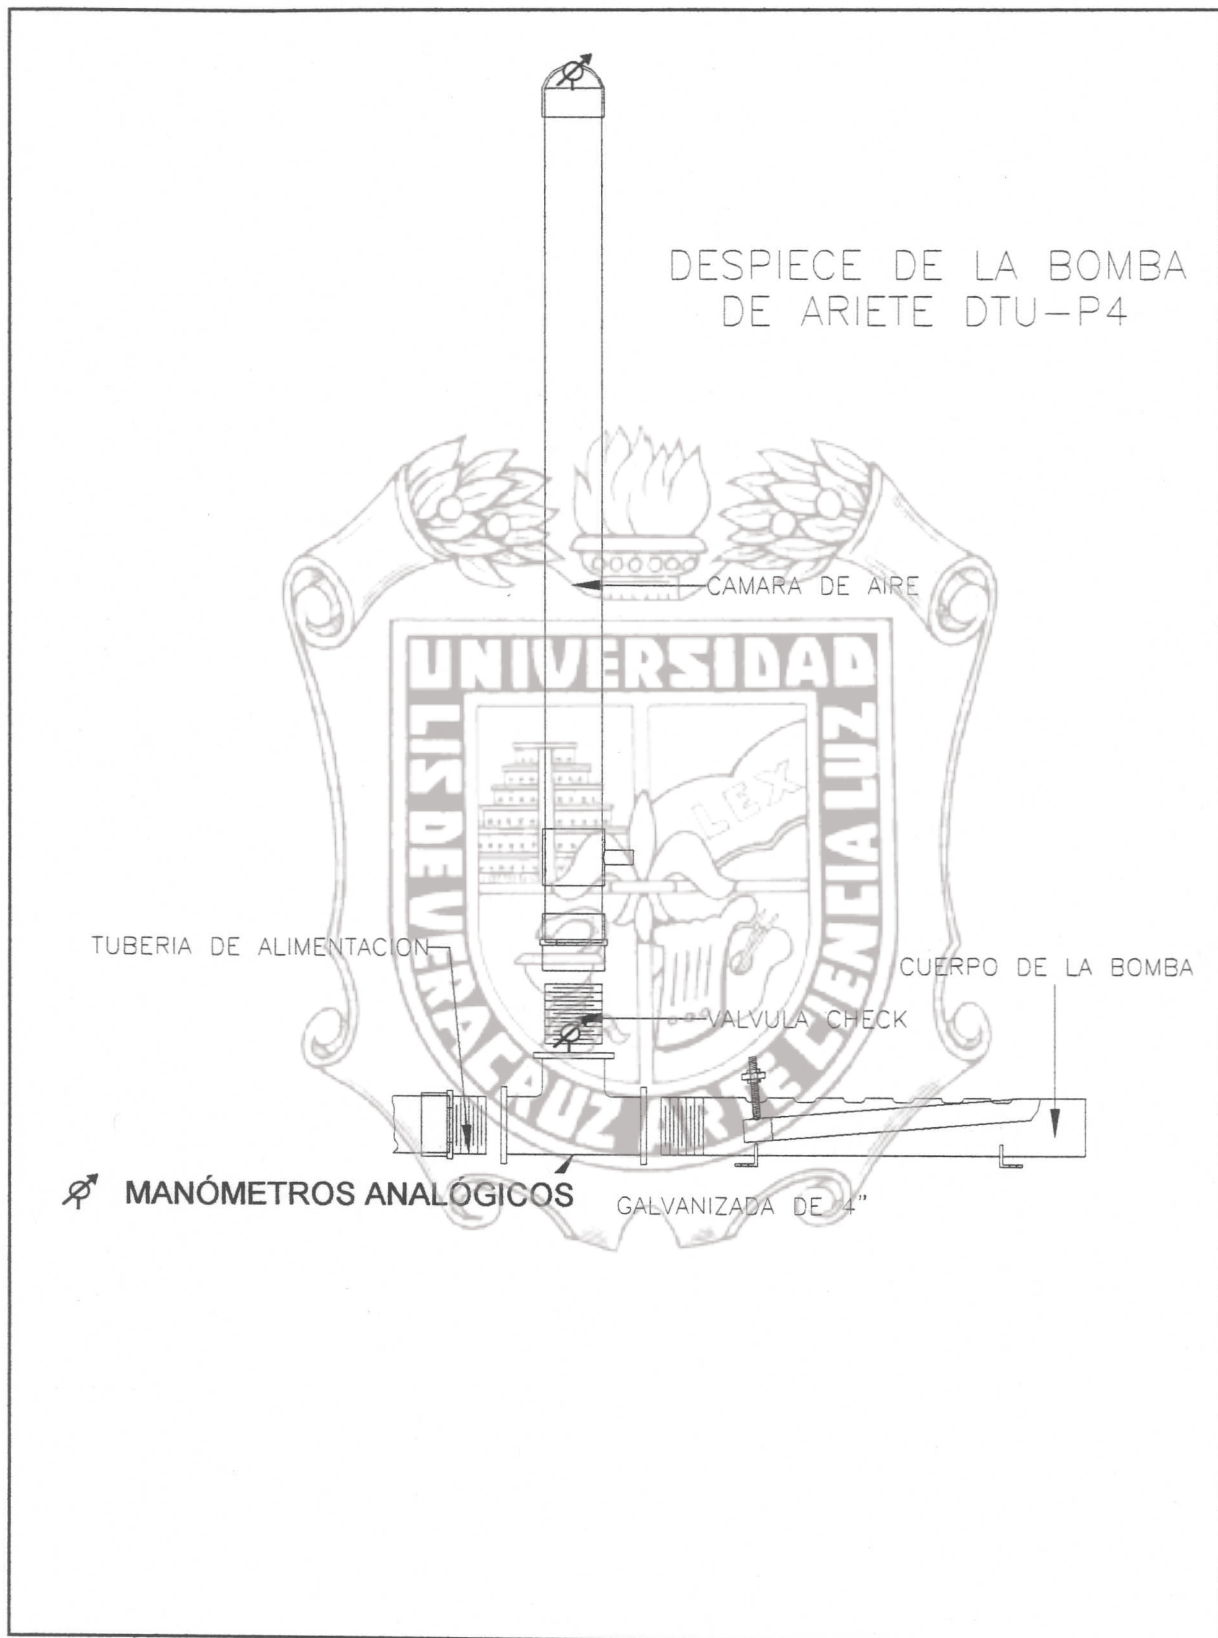 DESPIECE DE LA BOMBA
DE ARIETE DTU-P4
CAMARA DE AIRE
UNIVERSIDAD
LIS DE VERACRUZ ARTE CIENCIA LUZ
LEX
TUBERIA DE ALIMENTACION
CUERPO DE LA BOMBA
VALVULA CHECK
MANÓMETROS ANALÓGICOS
GALVANIZADA DE 4"